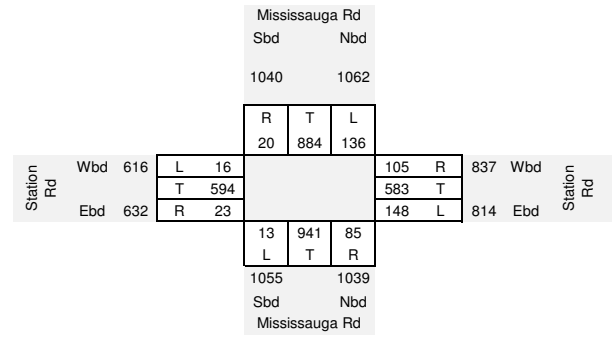 Mississauga Rd
Sbd Nbd
1040 1062
R T L
20 884 136
Station Rd
Wbd 616 L 16 105 R 837 Wbd
T 594 583 T
Ebd 632 R 23 148 L 814 Ebd
Station Rd
13 941 85
L T R
1055 1039
Sbd Nbd
Mississauga Rd